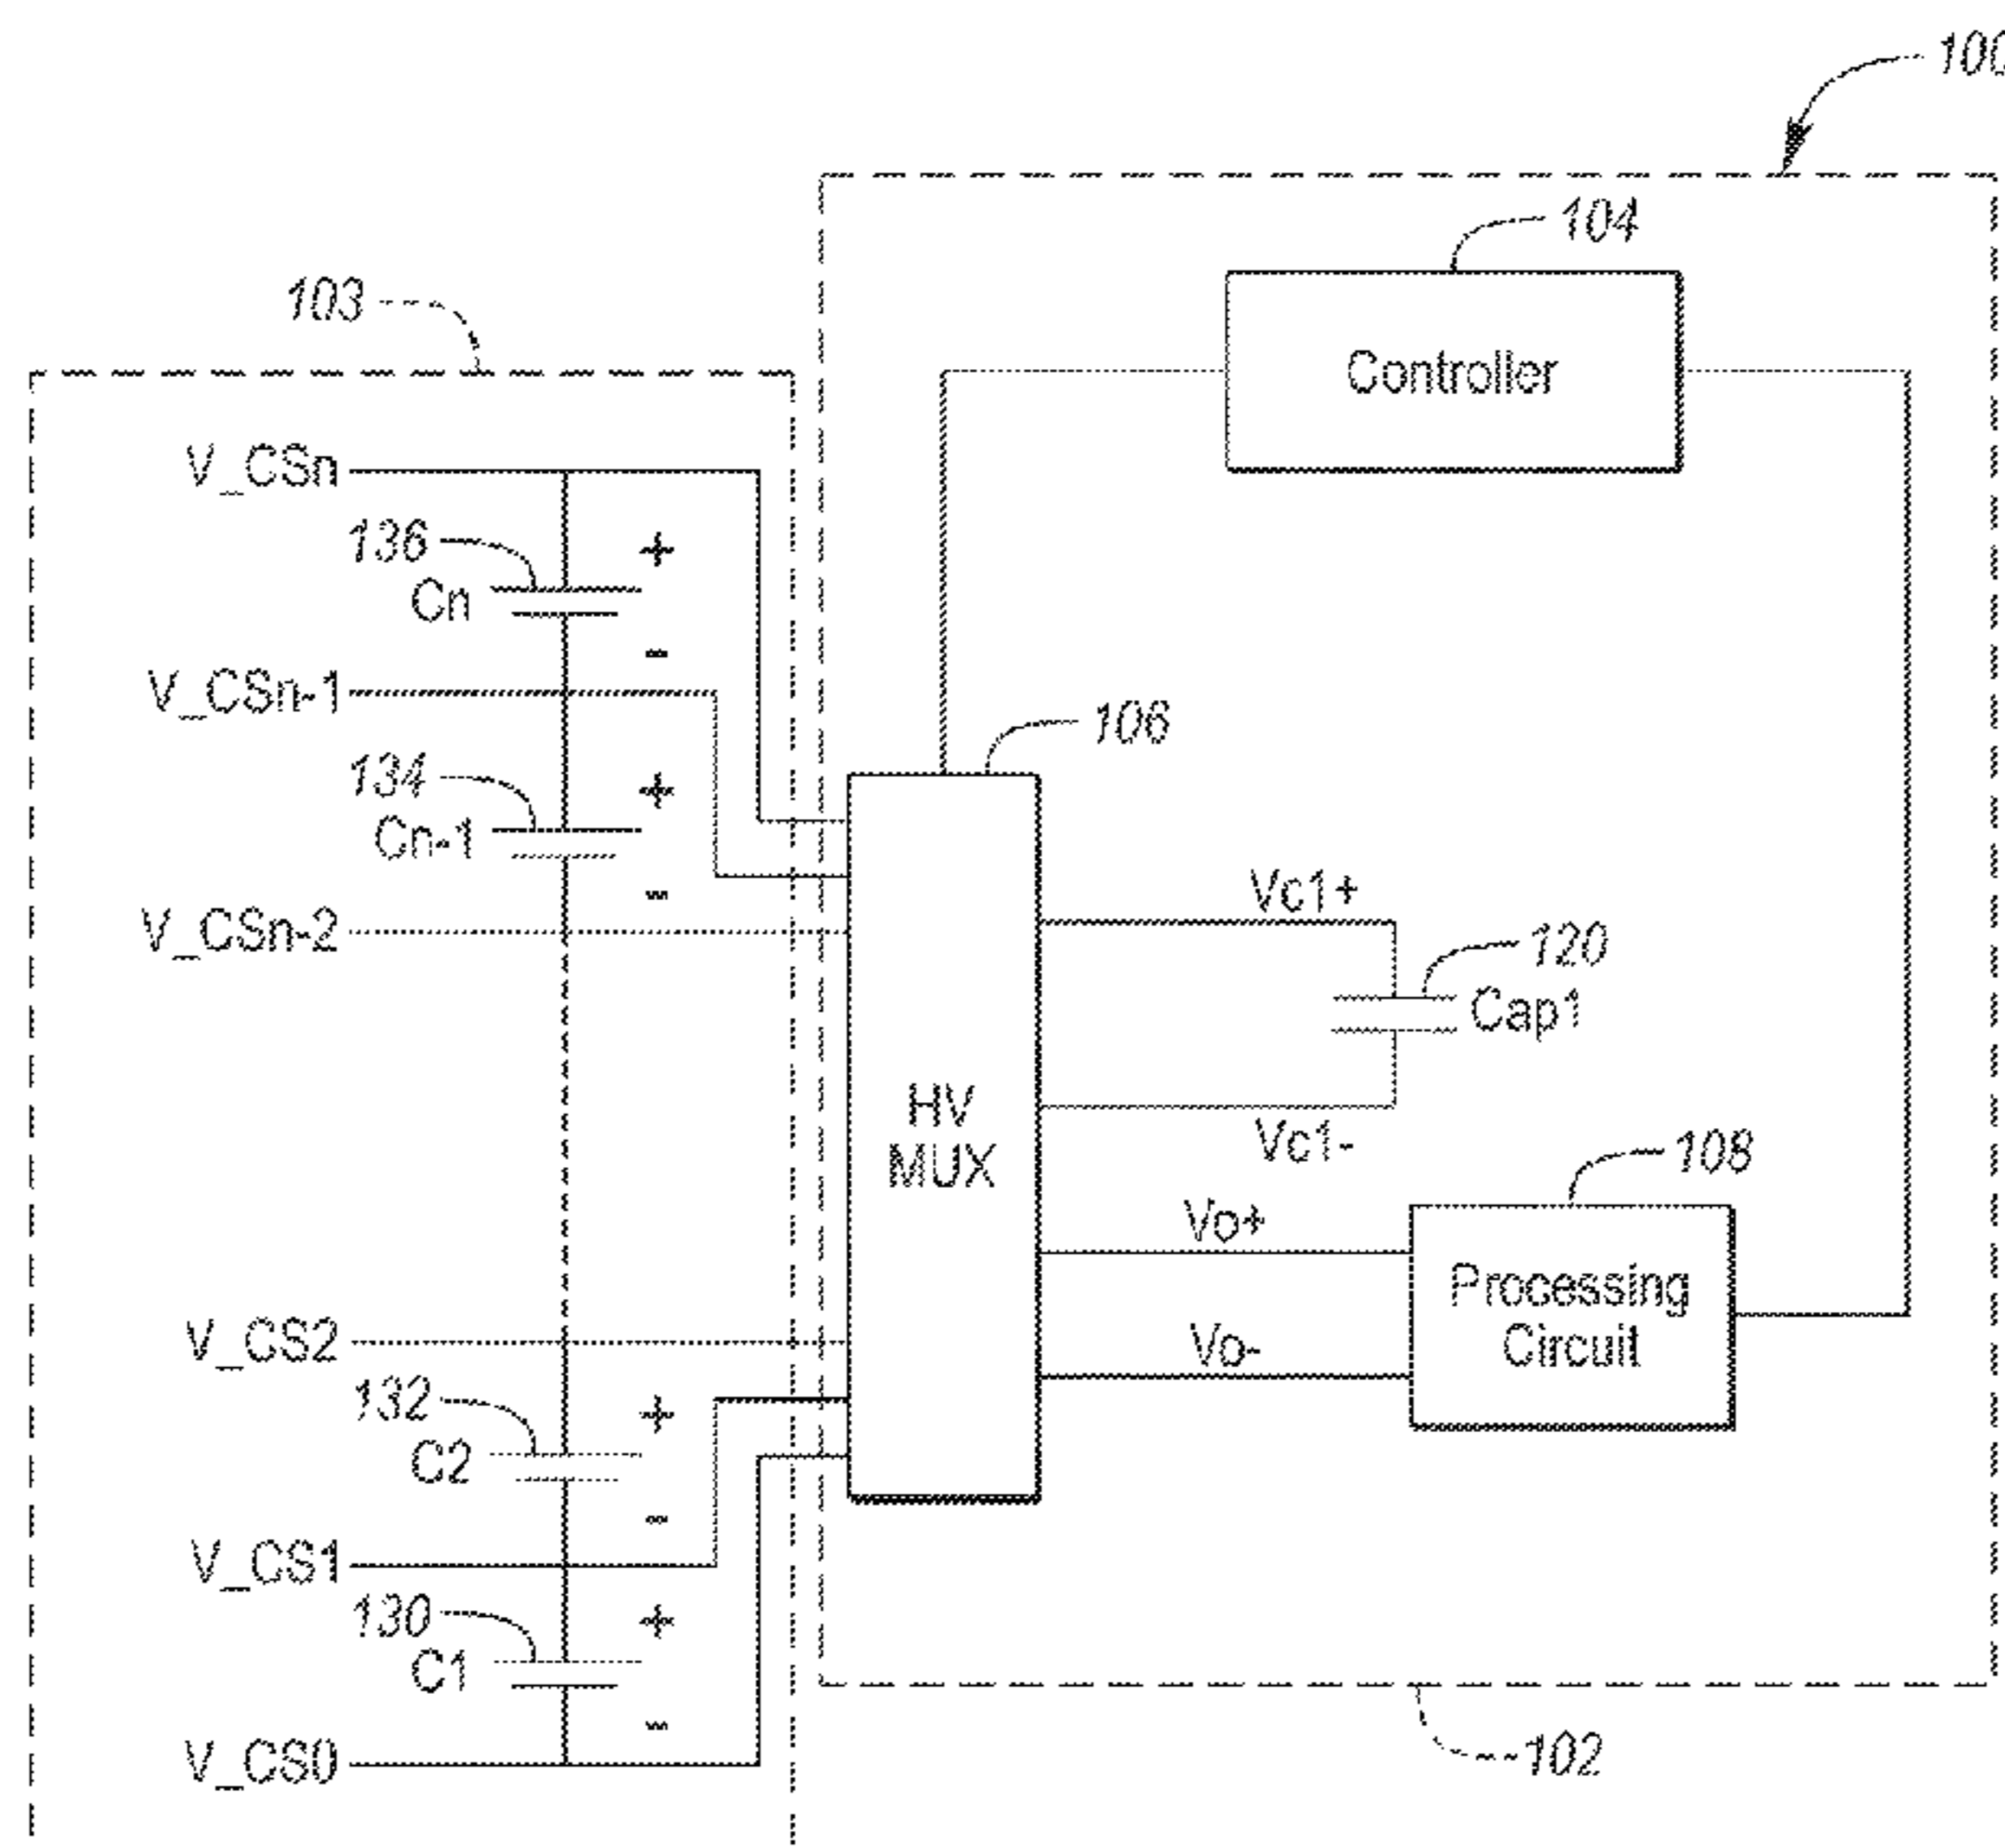 100
104
103
Controller
V_CSn
136
+
Cn
-
V_CSn-1
106
134
+
Cn-1
-
Vc1+
V_CSn-2
120
Cap1
HV
MUX
Vc1-
108
Vo+
Processing
Circuit
V_CS2
Vo-
132
+
C2
-
V_CS1
130
+
C1
-
102
V_CS0